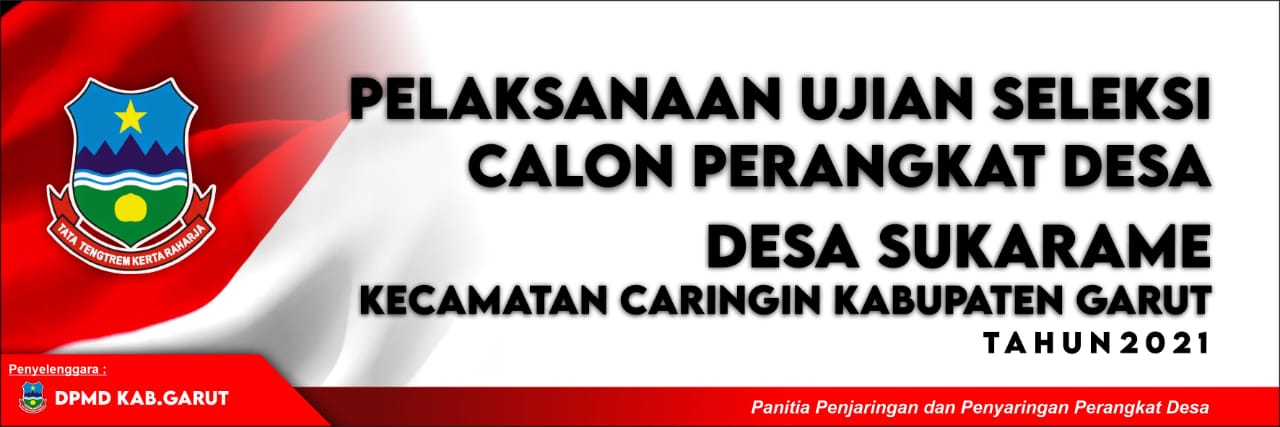 PELAKSANAAN UJIAN SELEKSI
CALON PERANGKAT DESA
DESA SUKARAME
KECAMATAN CARINGIN KABUPATEN GARUT
TAHUN2021
TATA TENGTREM KERTA RAHARJA
Penyelenggara :
DPMD KAB.GARUT
Panitia Penjaringan dan Penyaringan Perangkat Desa